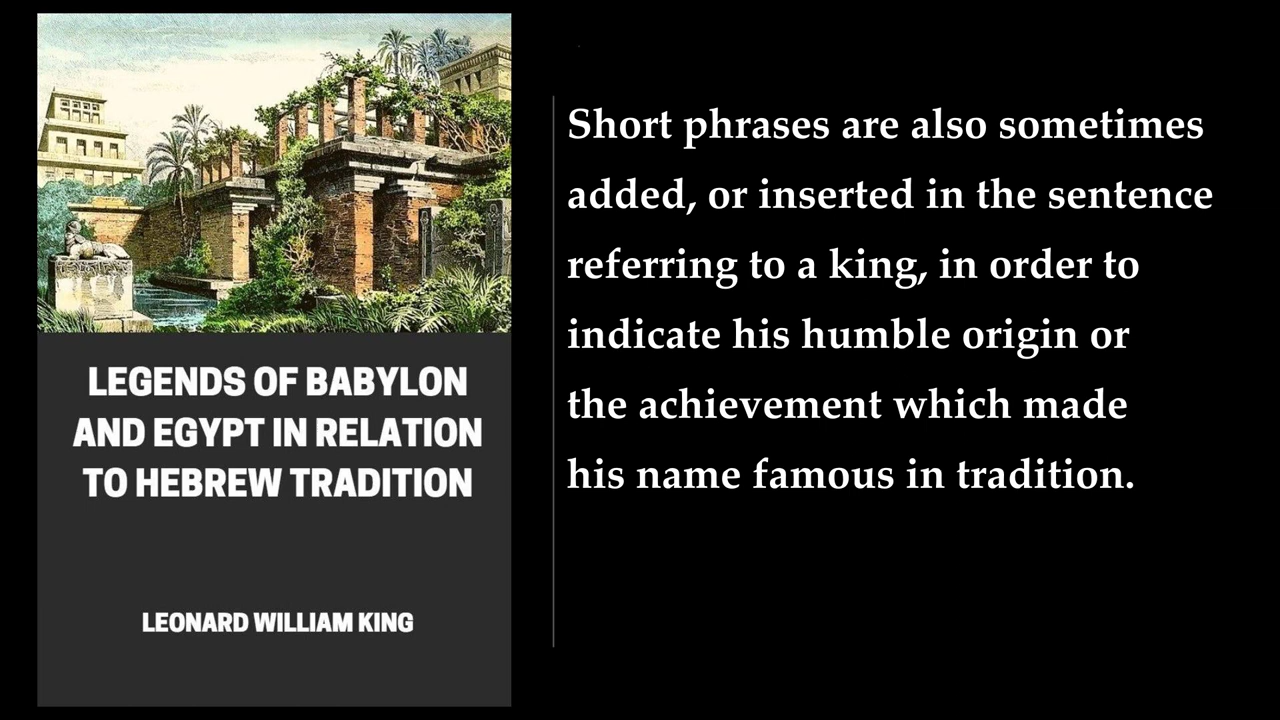 LEGENDS OF BABYLON
AND EGYPT IN RELATION
TO HEBREW TRADITION
LEONARD WILLIAM KING
Short phrases are also sometimes
added, or inserted in the sentence
referring to a king, in order to
indicate his humble origin or
the achievement which made
his name famous in tradition.